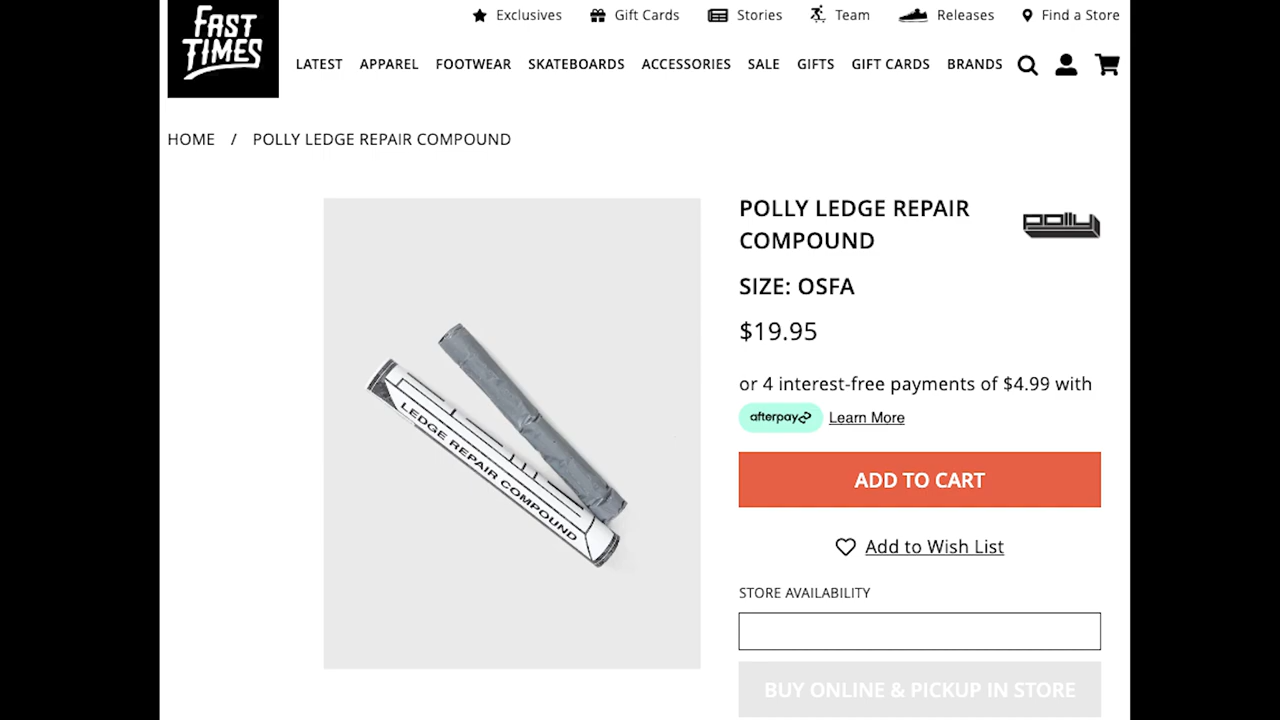 FAST
TIMES
Exclusives
Gift Cards
Stories
Team
Releases
Find a Store
LATEST
APPAREL
FOOTWEAR
SKATEBOARDS
ACCESSORIES
SALE
GIFTS
GIFT CARDS
BRANDS
HOME / POLLY LEDGE REPAIR COMPOUND
LEDGE REPAIR COMPOUND
POLLY LEDGE REPAIR
COMPOUND
polly
SIZE: OSFA
$19.95
or 4 interest-free payments of $4.99 with
afterpay Learn More
ADD TO CART
Add to Wish List
STORE AVAILABILITY
BUY ONLINE & PICKUP IN STORE